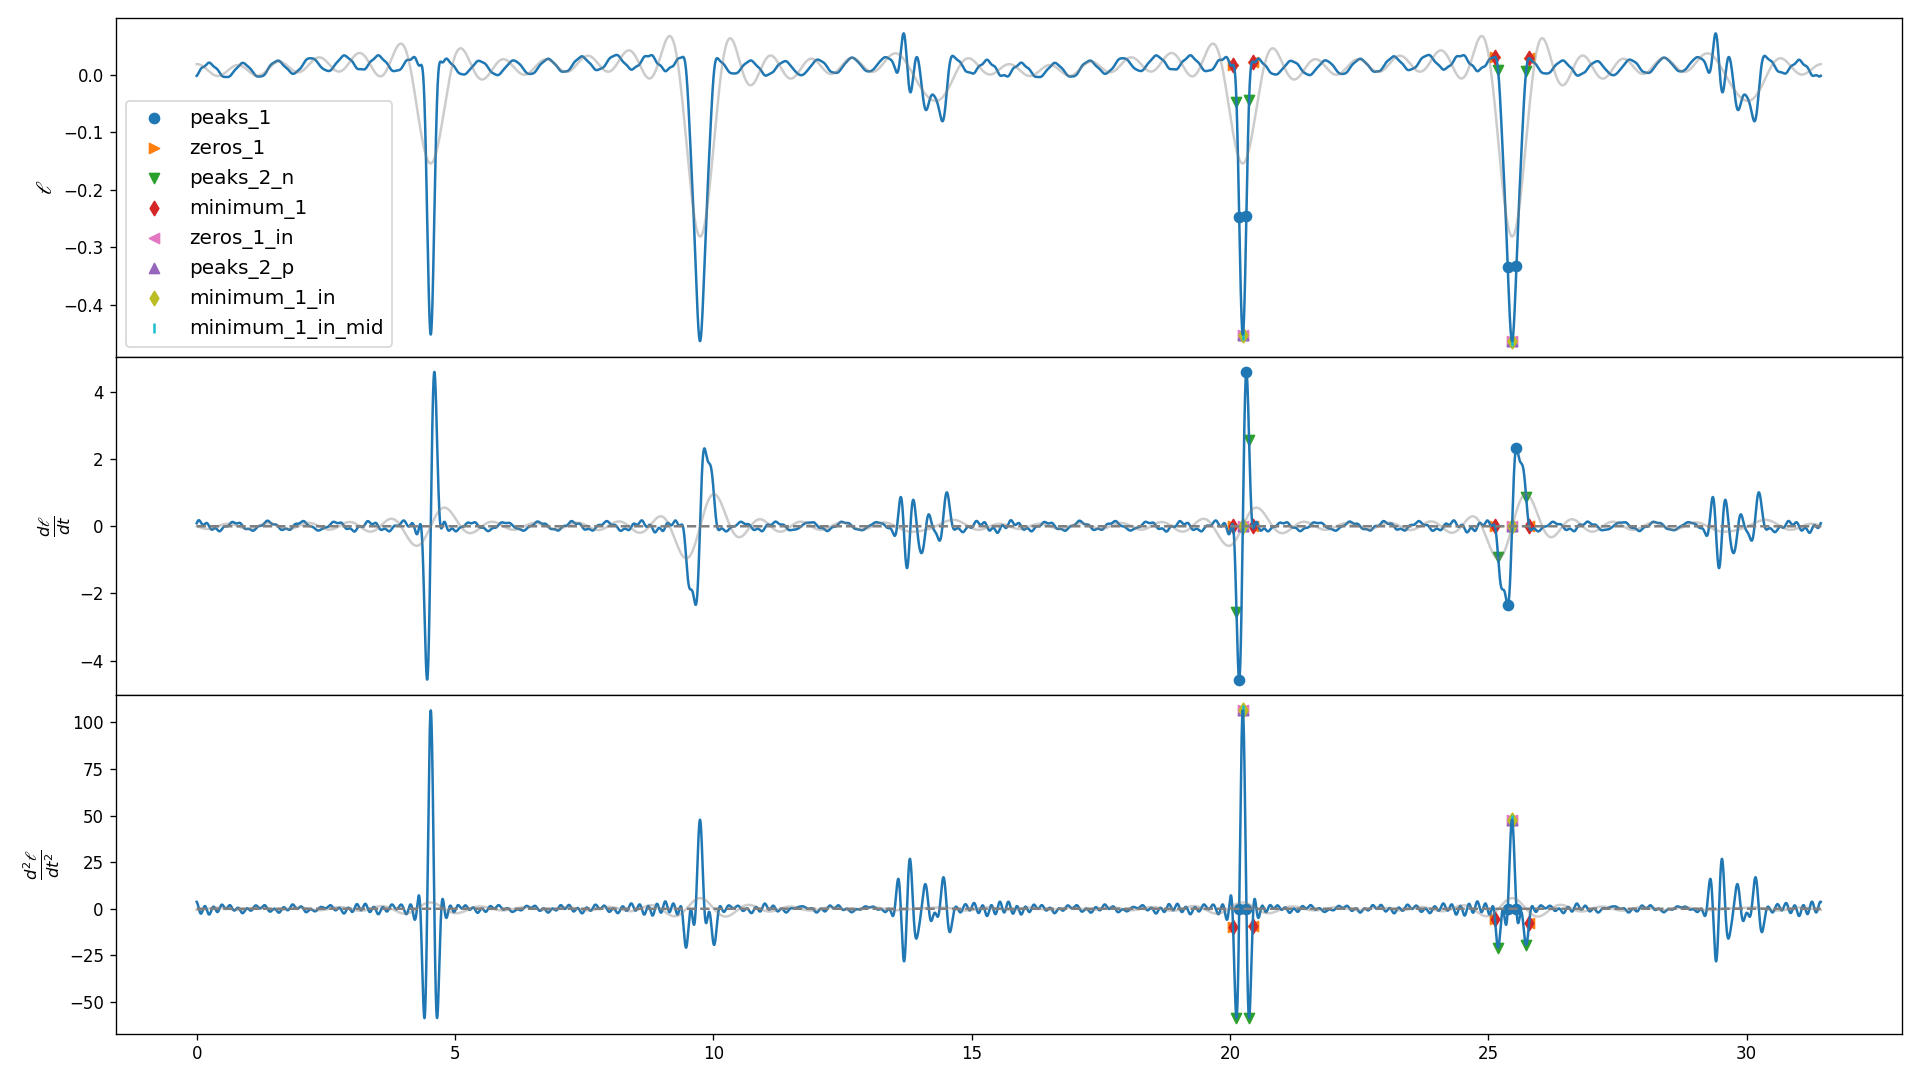 0.0
−0.1
−0.2
−0.3
−0.4
ℓ
peaks_1
zeros_1
peaks_2_n
minimum_1
zeros_1_in
peaks_2_p
minimum_1_in
minimum_1_in_mid
4
2
0
−2
−4
dℓ
dt
100
75
50
25
0
−25
−50
d²ℓ
dt²
0 5 10 15 20 25 30